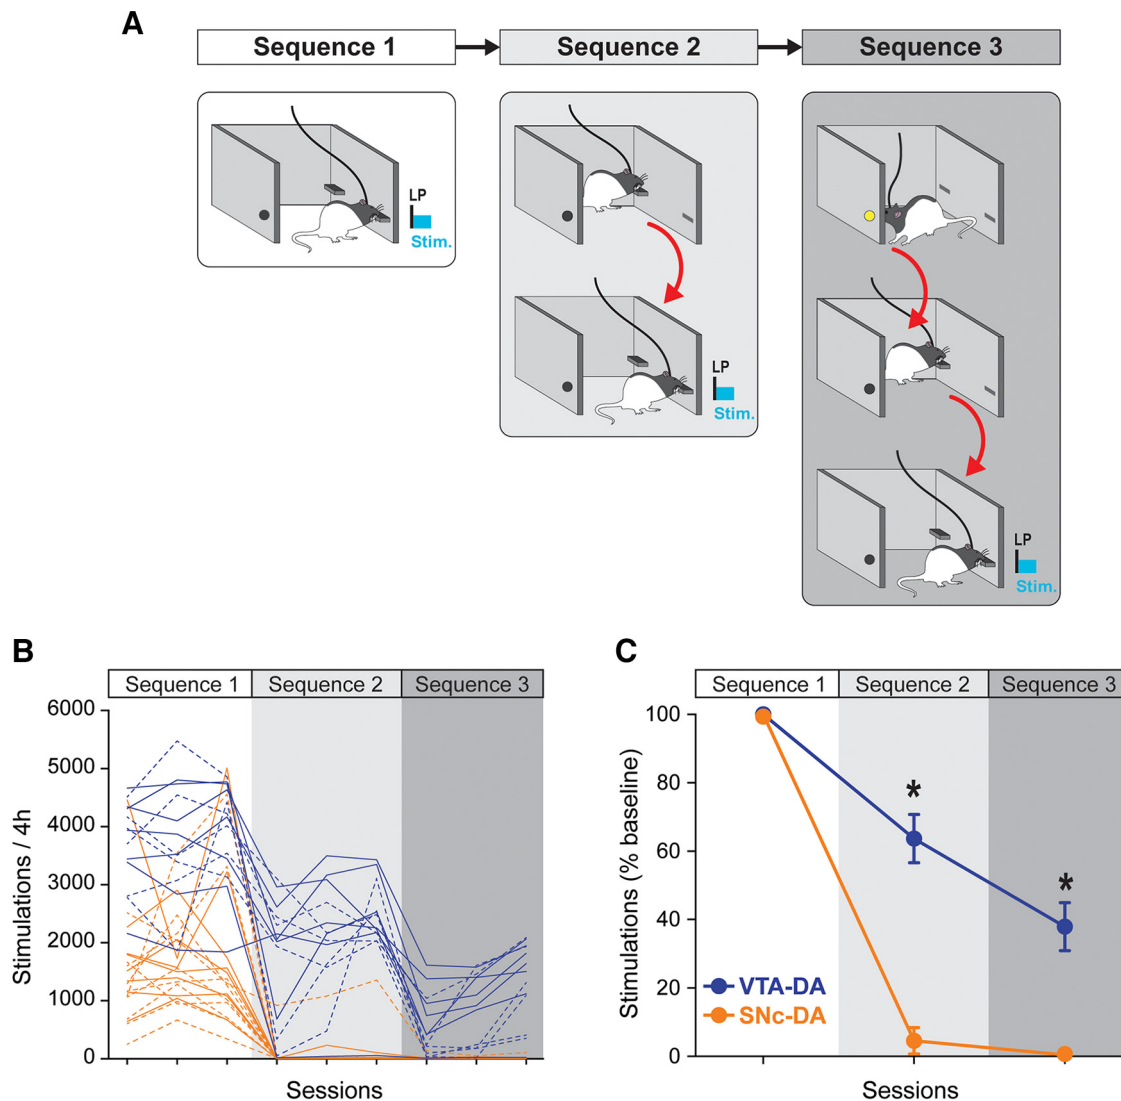 A
Sequence 1
Sequence 2
Sequence 3
LP
Stim.
LP
Stim.
LP
Stim.
B
Sequence 1
Sequence 2
Sequence 3
6000
5000
4000
3000
2000
1000
0
Stimulations / 4h
Sessions
C
Sequence 1
Sequence 2
Sequence 3
100
80
60
40
20
0
Stimulations (% baseline)
*
*
VTA-DA
SNc-DA
Sessions